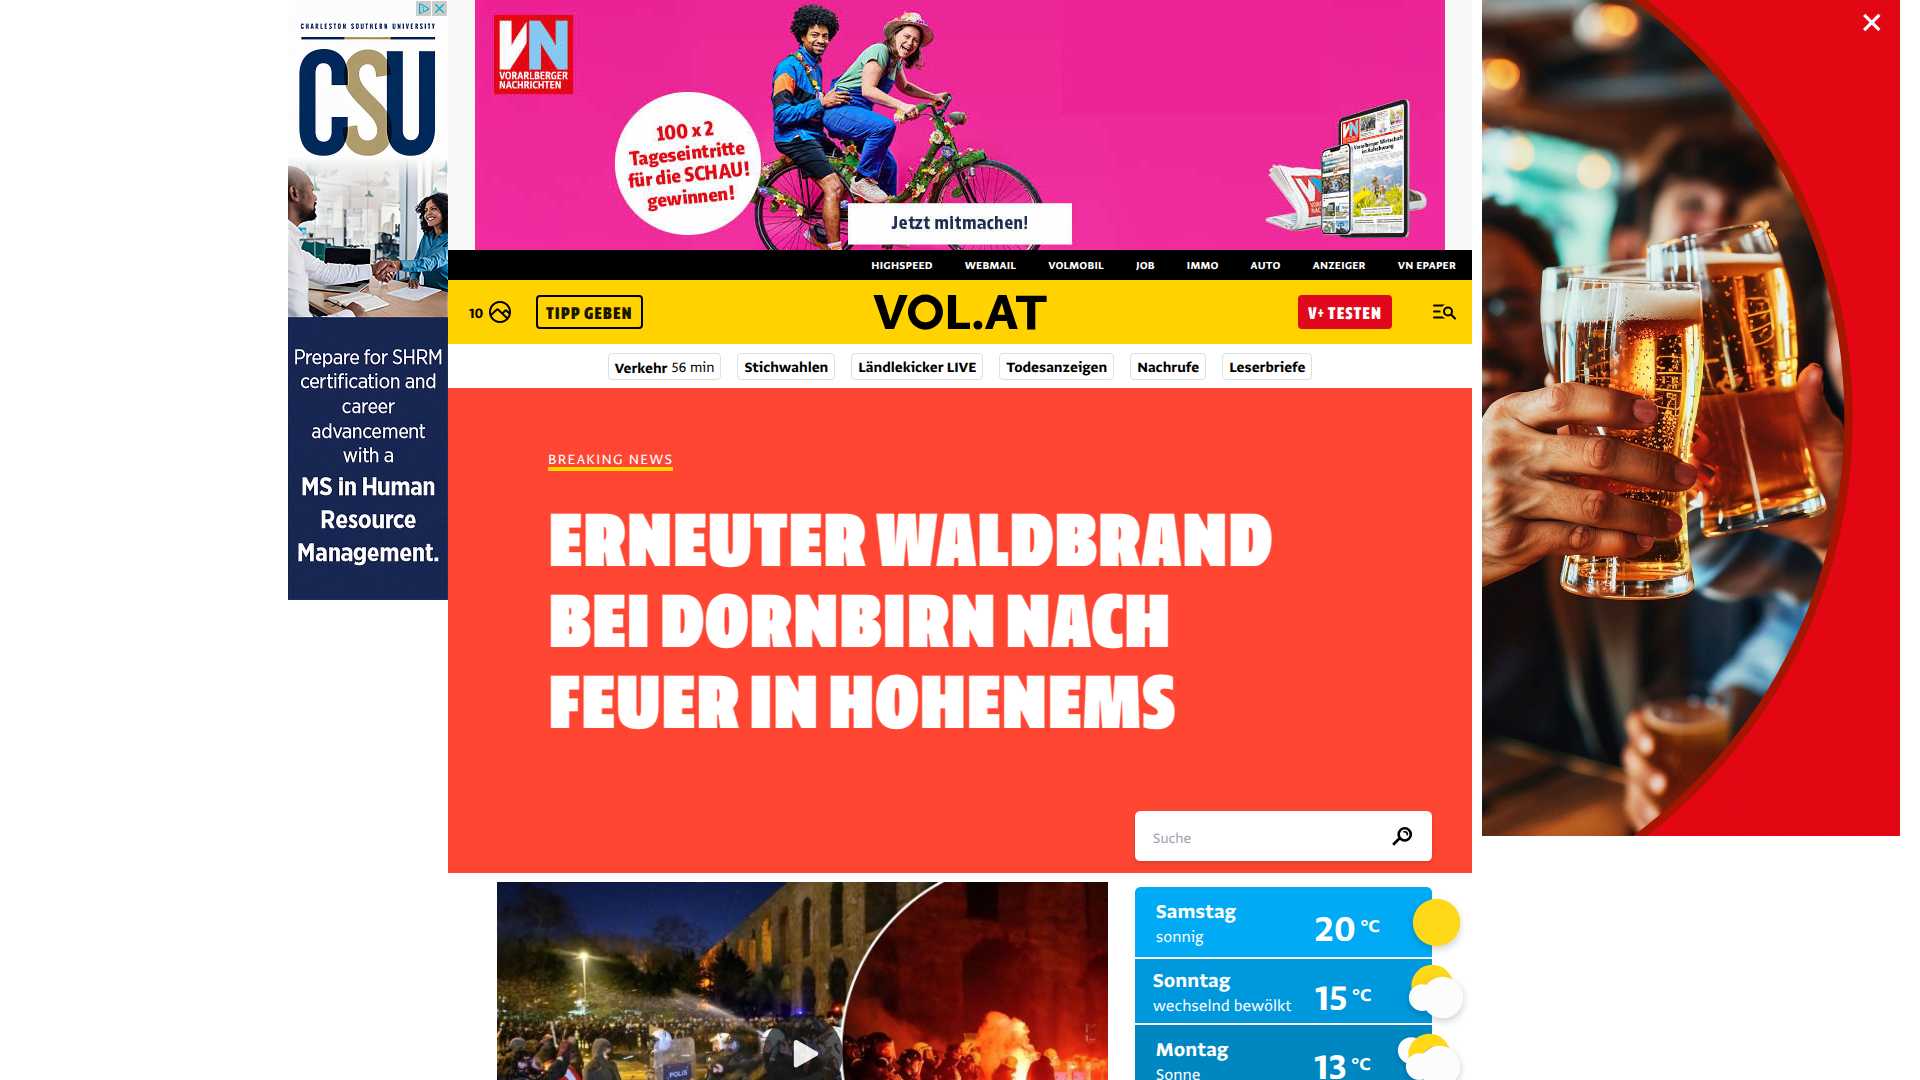 CHARLESTON SOUTHERN UNIVERSITY
CSU
Prepare for SHRM
certification and
career
advancement
with a
MS in Human
Resource
Management.
VN
VORARLBERGER
NACHRICHTEN
100 x 2
Tageseintritte
für die SCHAU!
gewinnen!
Jetzt mitmachen!
HIGHSPEED WEBMAIL VOLMOBIL JOB IMMO AUTO ANZEIGER VN EPAPER
10 TIPP GEBEN VOL.AT V+ TESTEN
Verkehr 56 min Stichwahlen Ländlekicker LIVE Todesanzeigen Nachrufe Leserbriefe
BREAKING NEWS
ERNEUTER WALDBRAND
BEI DORNBIRN NACH
FEUER IN HOHENEMS
Suche
Samstag 20 °C
sonnig
Sonntag 15 °C
wechselnd bewölkt
Montag 13 °C
Sonne
POLIS